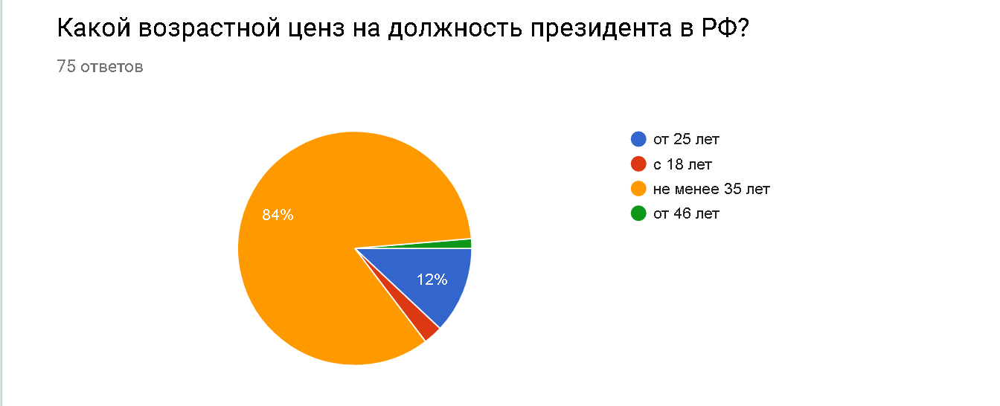 Какой возрастной ценз на должность президента в РФ?
75 ответов
от 25 лет
с 18 лет
не менее 35 лет
от 46 лет
84%
12%